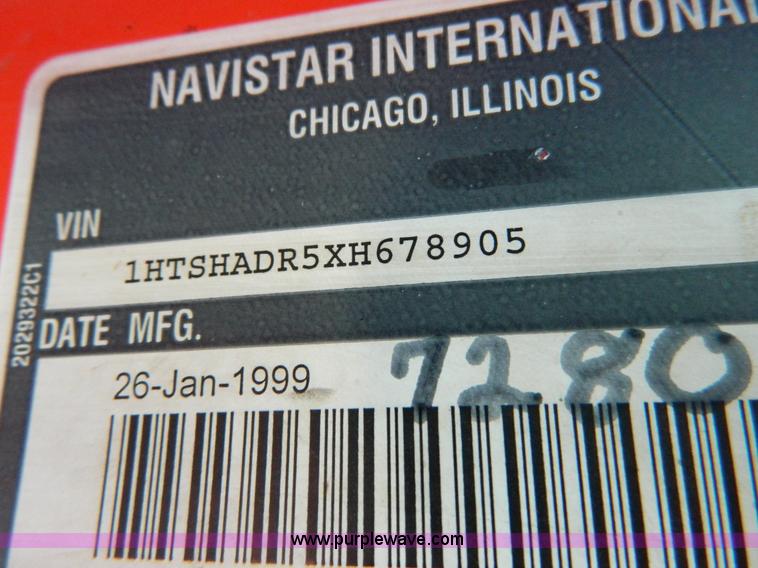 NAVISTAR INTERNATIONAL
CHICAGO, ILLINOIS
VIN
1HTSHADR5XH678905
2029322C1
DATE MFG.
26-Jan-1999
7280
www.purplewave.com